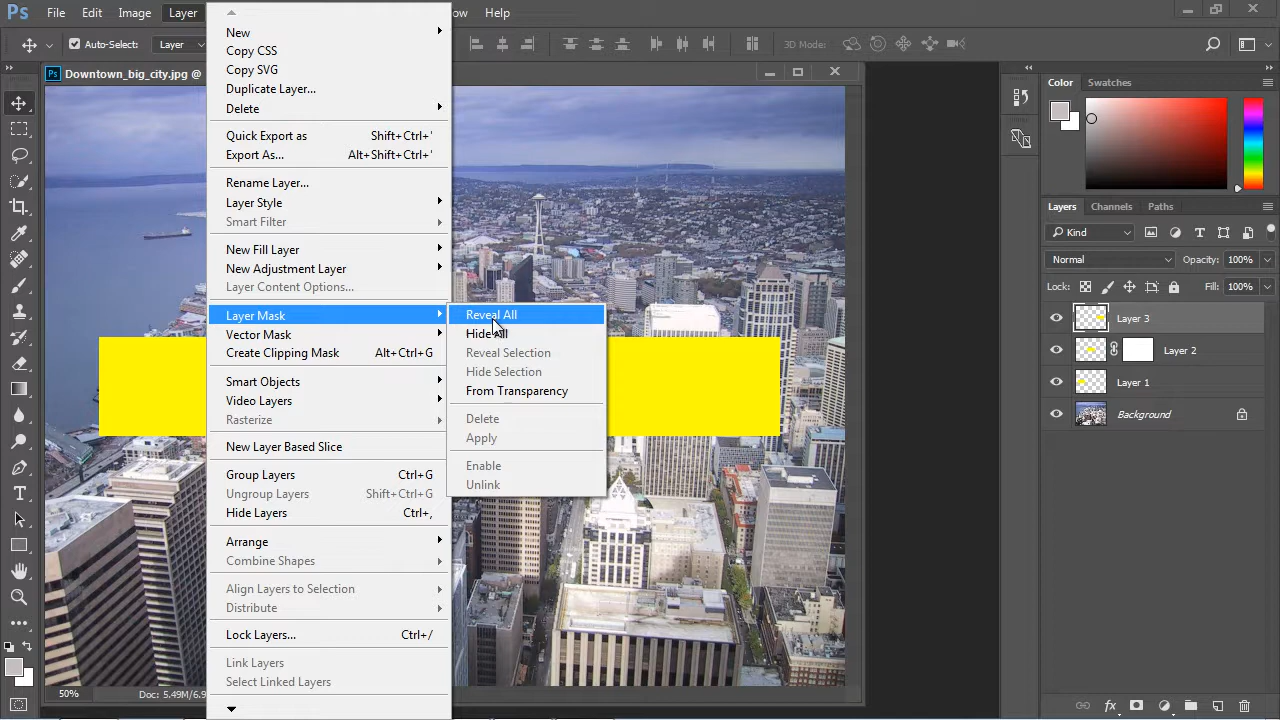 Ps File Edit Image Layer Help
Auto-Select: Layer 3D Mode:
Ps Downtown_big_city.jpg @
New
Copy CSS
Copy SVG
Duplicate Layer...
Delete
Quick Export as Shift+Ctrl+'
Export As... Alt+Shift+Ctrl+'
Rename Layer...
Layer Style
Smart Filter
New Fill Layer
New Adjustment Layer
Layer Content Options...
Layer Mask
Vector Mask
Create Clipping Mask Alt+Ctrl+G
Smart Objects
Video Layers
Rasterize
New Layer Based Slice
Group Layers Ctrl+G
Ungroup Layers Shift+Ctrl+G
Hide Layers Ctrl+,
Arrange
Combine Shapes
Align Layers to Selection
Distribute
Lock Layers... Ctrl+/
Link Layers
Select Linked Layers
Reveal All
Hide All
Reveal Selection
Hide Selection
From Transparency
Delete
Apply
Enable
Unlink
Color Swatches
Layers Channels Paths
Kind
Normal Opacity: 100%
Lock: Fill: 100%
Layer 3
Layer 2
Layer 1
Background
fx
50% Doc: 5.49M/6.9